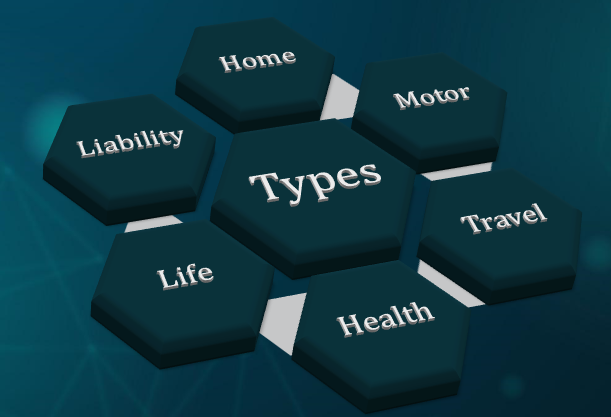 Home
Motor
Liability
Types
Travel
Life
Health